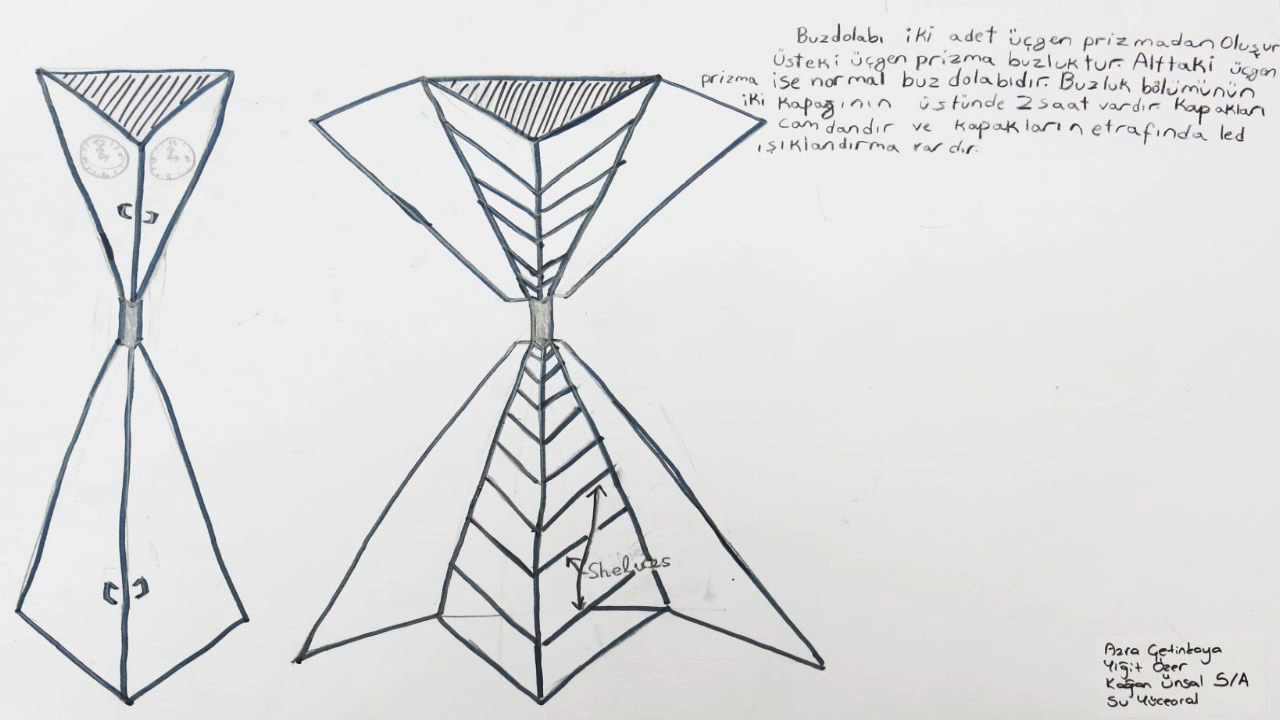 Buzdolabı iki adet üçgen prizmadan Oluşur
üsteki üçgen prizma buzluktur. Alttaki üçgen
prizma ise normal buz dolabıdır. Buzluk bölümünün
iki kapağının üstünde 2 saat vardır. Kapakları
camdandır ve kapakların etrafında led
ışıklandırma vardır.
Shelves
Azra Çetinkaya
Yiğit Özer
Kağan Ünsal 5/A
Su Yüceoral